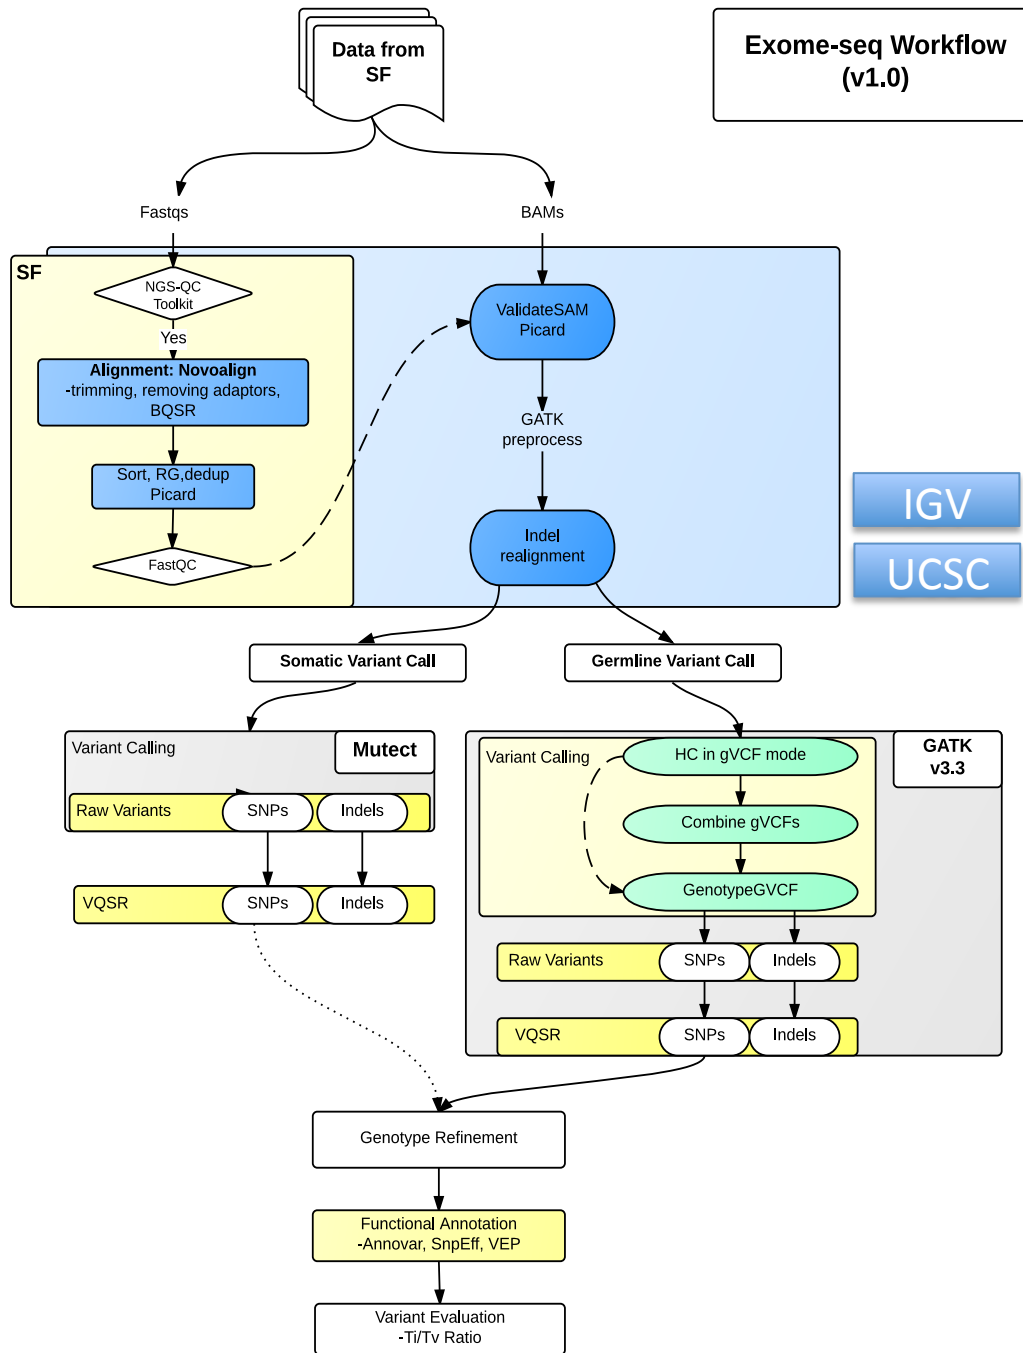 Data from
SF
Exome-seq Workflow
(v1.0)
Fastqs
BAMs
SF
NGS-QC
Toolkit
Yes
Alignment: Novoalign
-trimming, removing adaptors,
BQSR
Sort, RG,dedup
Picard
FastQC
ValidateSAM
Picard
GATK
preprocess
Indel
realignment
IGV
UCSC
Somatic Variant Call
Germline Variant Call
Variant Calling
Mutect
Raw Variants
SNPs
Indels
VQSR
SNPs
Indels
Variant Calling
HC in gVCF mode
GATK
v3.3
Combine gVCFs
GenotypeGVCF
Raw Variants
SNPs
Indels
VQSR
SNPs
Indels
Genotype Refinement
Functional Annotation
-Annovar, SnpEff, VEP
Variant Evaluation
-Ti/Tv Ratio